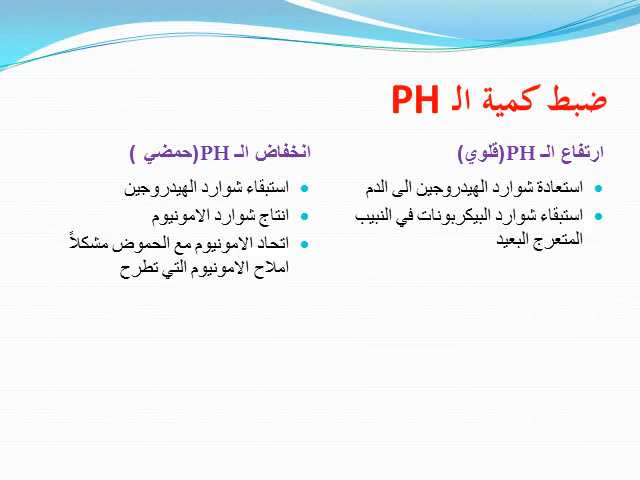 ضبط كمية الـ PH
ارتفاع الـ PH(قلوي)
استعادة شوارد الهيدروجين الى الدم
استبقاء شوارد البيكربونات في النبيب
المتعرج البعيد
انخفاض الـ PH(حمضي )
استبقاء شوارد الهيدروجين
انتاج شوارد الامونيوم
اتحاد الامونيوم مع الحموض مشكلاً
املاح الامونيوم التي تطرح